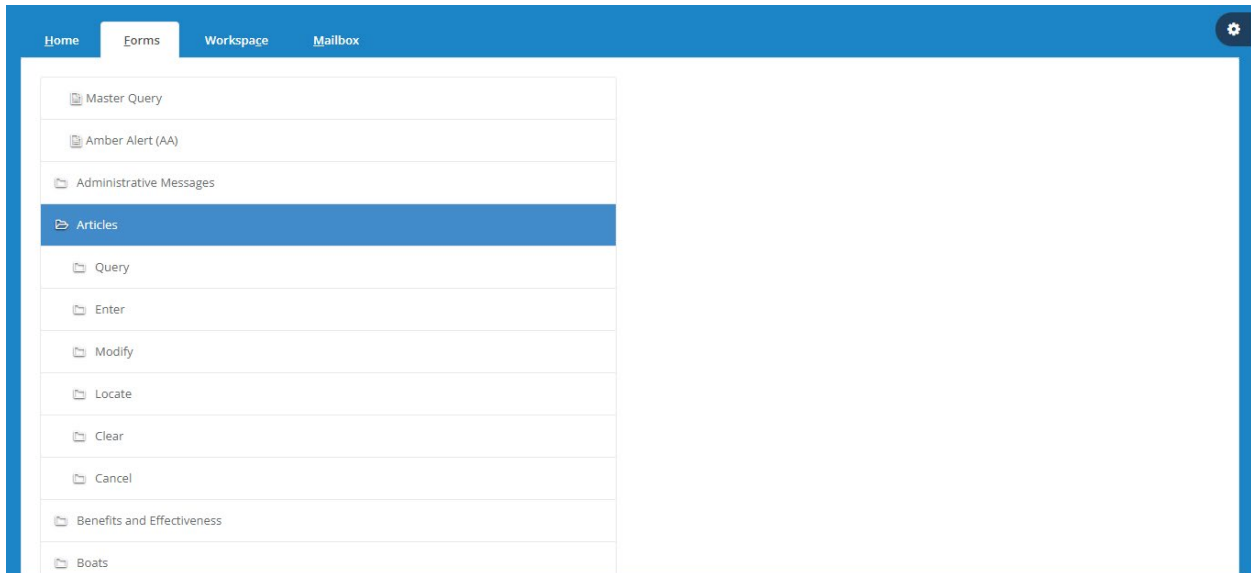 Home Forms Workspace Mailbox
Master Query
Amber Alert (AA)
Administrative Messages
Articles
Query
Enter
Modify
Locate
Clear
Cancel
Benefits and Effectiveness
Boats